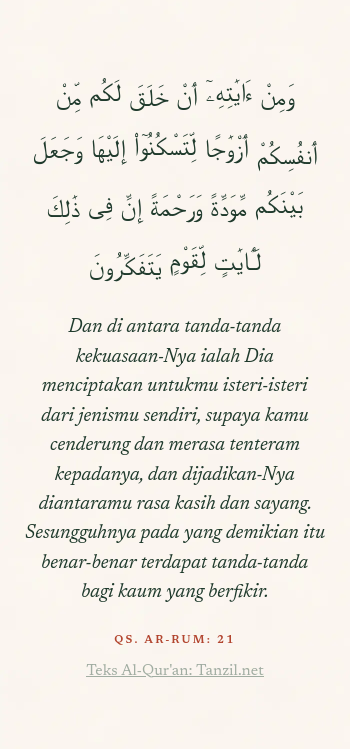 وَمِنْ ءَايَٰتِهِۦٓ أَنْ خَلَقَ لَكُم مِّنْ
أَنفُسِكُمْ أَزْوَٰجًا لِّتَسْكُنُوٓا۟ إِلَيْهَا وَجَعَلَ
بَيْنَكُم مَّوَدَّةً وَرَحْمَةً إِنَّ فِى ذَٰلِكَ
لَـَٔايَٰتٍ لِّقَوْمٍ يَتَفَكَّرُونَ
Dan di antara tanda-tanda
kekuasaan-Nya ialah Dia
menciptakan untukmu isteri-isteri
dari jenismu sendiri, supaya kamu
cenderung dan merasa tenteram
kepadanya, dan dijadikan-Nya
diantaramu rasa kasih dan sayang.
Sesungguhnya pada yang demikian itu
benar-benar terdapat tanda-tanda
bagi kaum yang berfikir.
QS. AR-RUM: 21
Teks Al-Qur'an: Tanzil.net